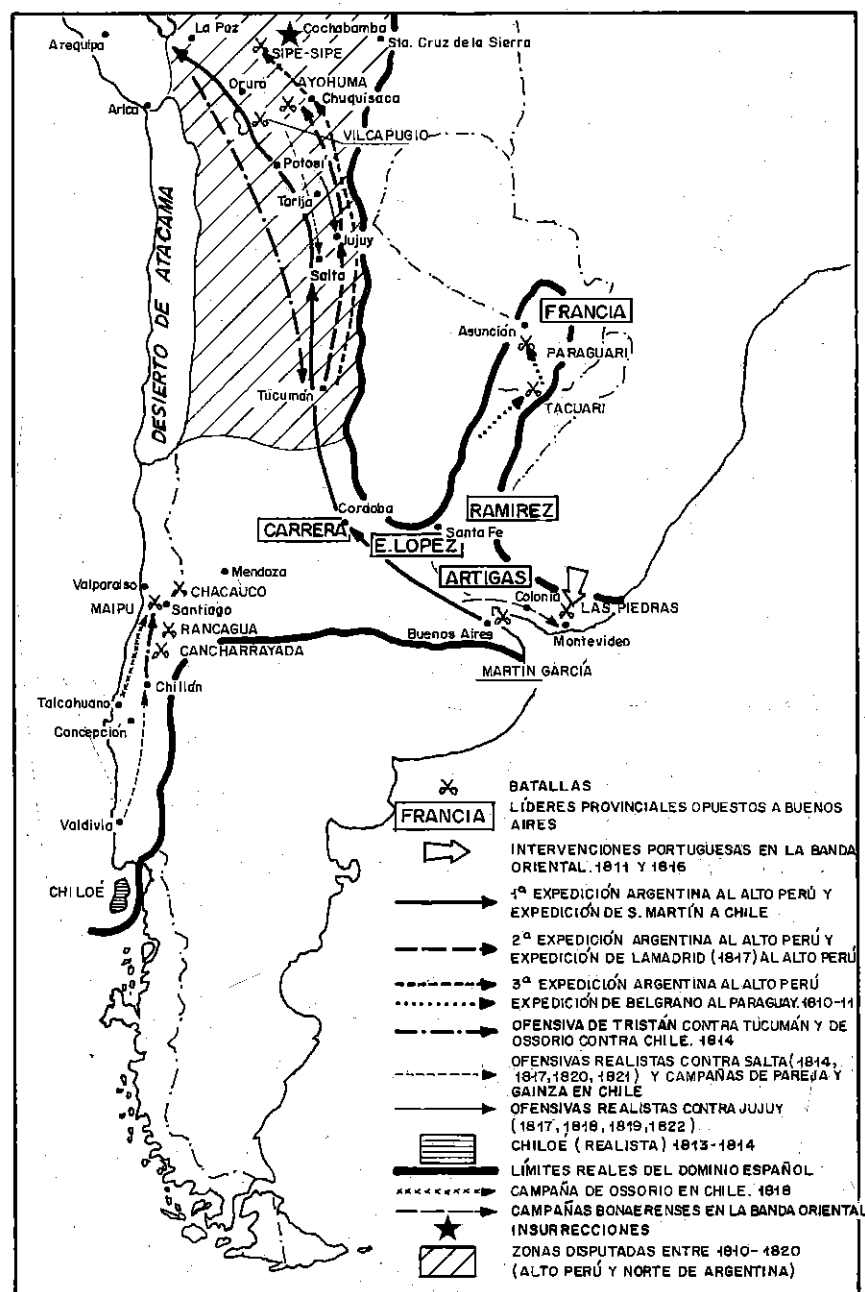 La Paz
Cochabamba
Arequipa
SIPE-SIPE
Sta. Cruz de la Sierra
Oruro
AYOHUMA
Chuquisaca
Arica
VILCAPUGIO
Potosí
Tarija
Jujuy
Salta
DESIERTO DE ATACAMA
FRANCIA
Asunción
PARAGUARI
Tucumán
TACUARI
Cordoba
RAMIREZ
CARRERA
Santa Fe
E. LOPEZ
ARTIGAS
Mendoza
Valparaiso
CHACAUCO
Colonia
LAS PIEDRAS
MAIPU
Santiago
Buenos Aires
Montevideo
RANCAGUA
CANCHARRAYADA
MARTÍN GARCÍA
Chillán
Talcahuano
Concepción
Valdivia
CHILOÉ
BATALLAS
FRANCIA
LÍDERES PROVINCIALES OPUESTOS A BUENOS
AIRES
INTERVENCIONES PORTUGUESAS EN LA BANDA
ORIENTAL. 1811 Y 1816
1ª EXPEDICIÓN ARGENTINA AL ALTO PERÚ Y
EXPEDICIÓN DE S. MARTÍN A CHILE
2ª EXPEDICIÓN ARGENTINA AL ALTO PERÚ Y
EXPEDICIÓN DE LAMADRID (1817) AL ALTO PERÚ
3ª EXPEDICIÓN ARGENTINA AL ALTO PERÚ
EXPEDICIÓN DE BELGRANO AL PARAGUAY. 1810-11
OFENSIVA DE TRISTÁN CONTRA TUCUMÁN Y DE
OSSORIO CONTRA CHILE. 1814
OFENSIVAS REALISTAS CONTRA SALTA (1814,
1817, 1820, 1821) Y CAMPAÑAS DE PAREJA Y
GAINZA EN CHILE
OFENSIVAS REALISTAS CONTRA JUJUY
(1817, 1818, 1819, 1822)
CHILOÉ (REALISTA) 1813-1814
LÍMITES REALES DEL DOMINIO ESPAÑOL
CAMPAÑA DE OSSORIO EN CHILE. 1818
CAMPAÑAS BONAERENSES EN LA BANDA ORIENTAL
INSURRECCIONES
ZONAS DISPUTADAS ENTRE 1810-1820
(ALTO PERÚ Y NORTE DE ARGENTINA)